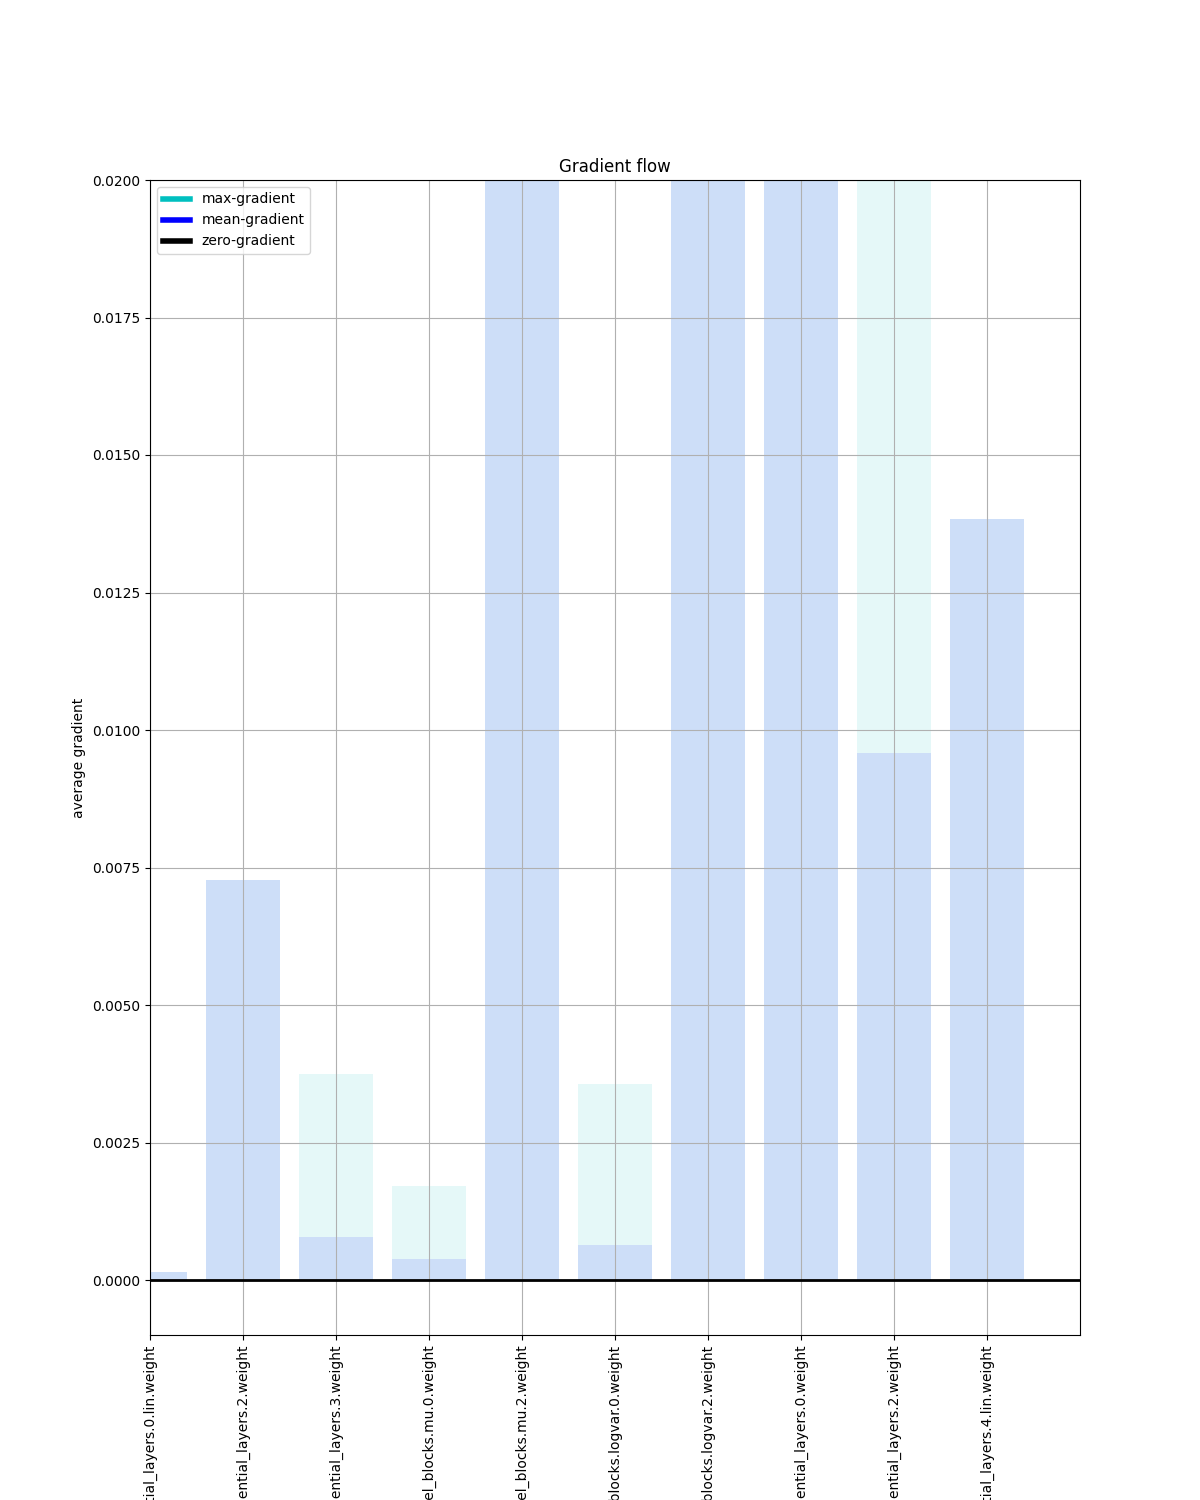 Gradient flow
max-gradient
mean-gradient
zero-gradient
0.0200
0.0175
0.0150
0.0125
0.0100
0.0075
0.0050
0.0025
0.0000
average gradient
tial_layers.0.lin.weight
ential_layers.2.weight
ential_layers.3.weight
el_blocks.mu.0.weight
el_blocks.mu.2.weight
blocks.logvar.0.weight
blocks.logvar.2.weight
ential_layers.0.weight
ential_layers.2.weight
tial_layers.4.lin.weight